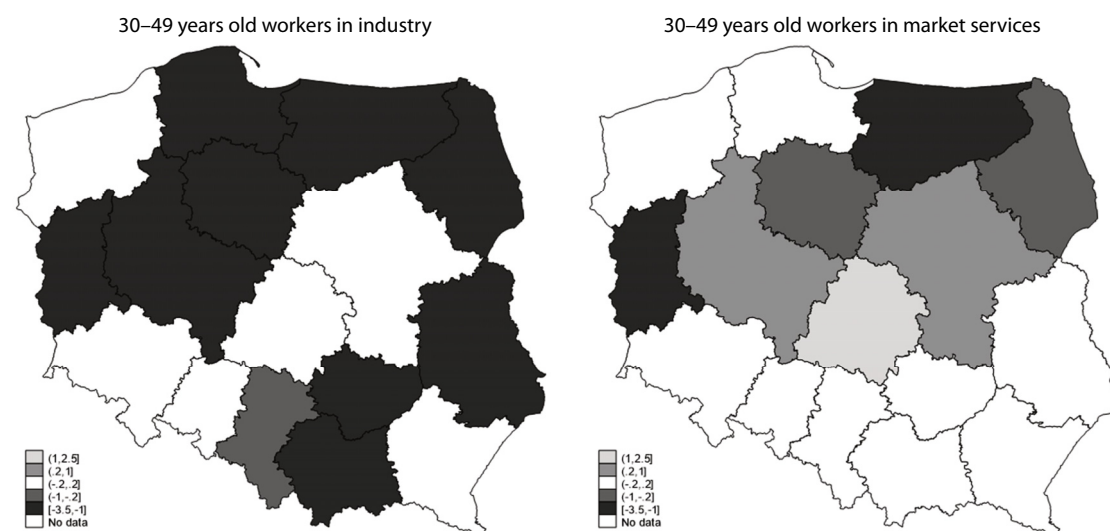 30–49 years old workers in industry
30–49 years old workers in market services
(1,2.5]
(.2,1]
(-.2,.2]
(-1,-.2]
[-3.5,-1]
No data
(1,2.5]
(.2,1]
(-.2,.2]
(-1,-.2]
[-3.5,-1]
No data